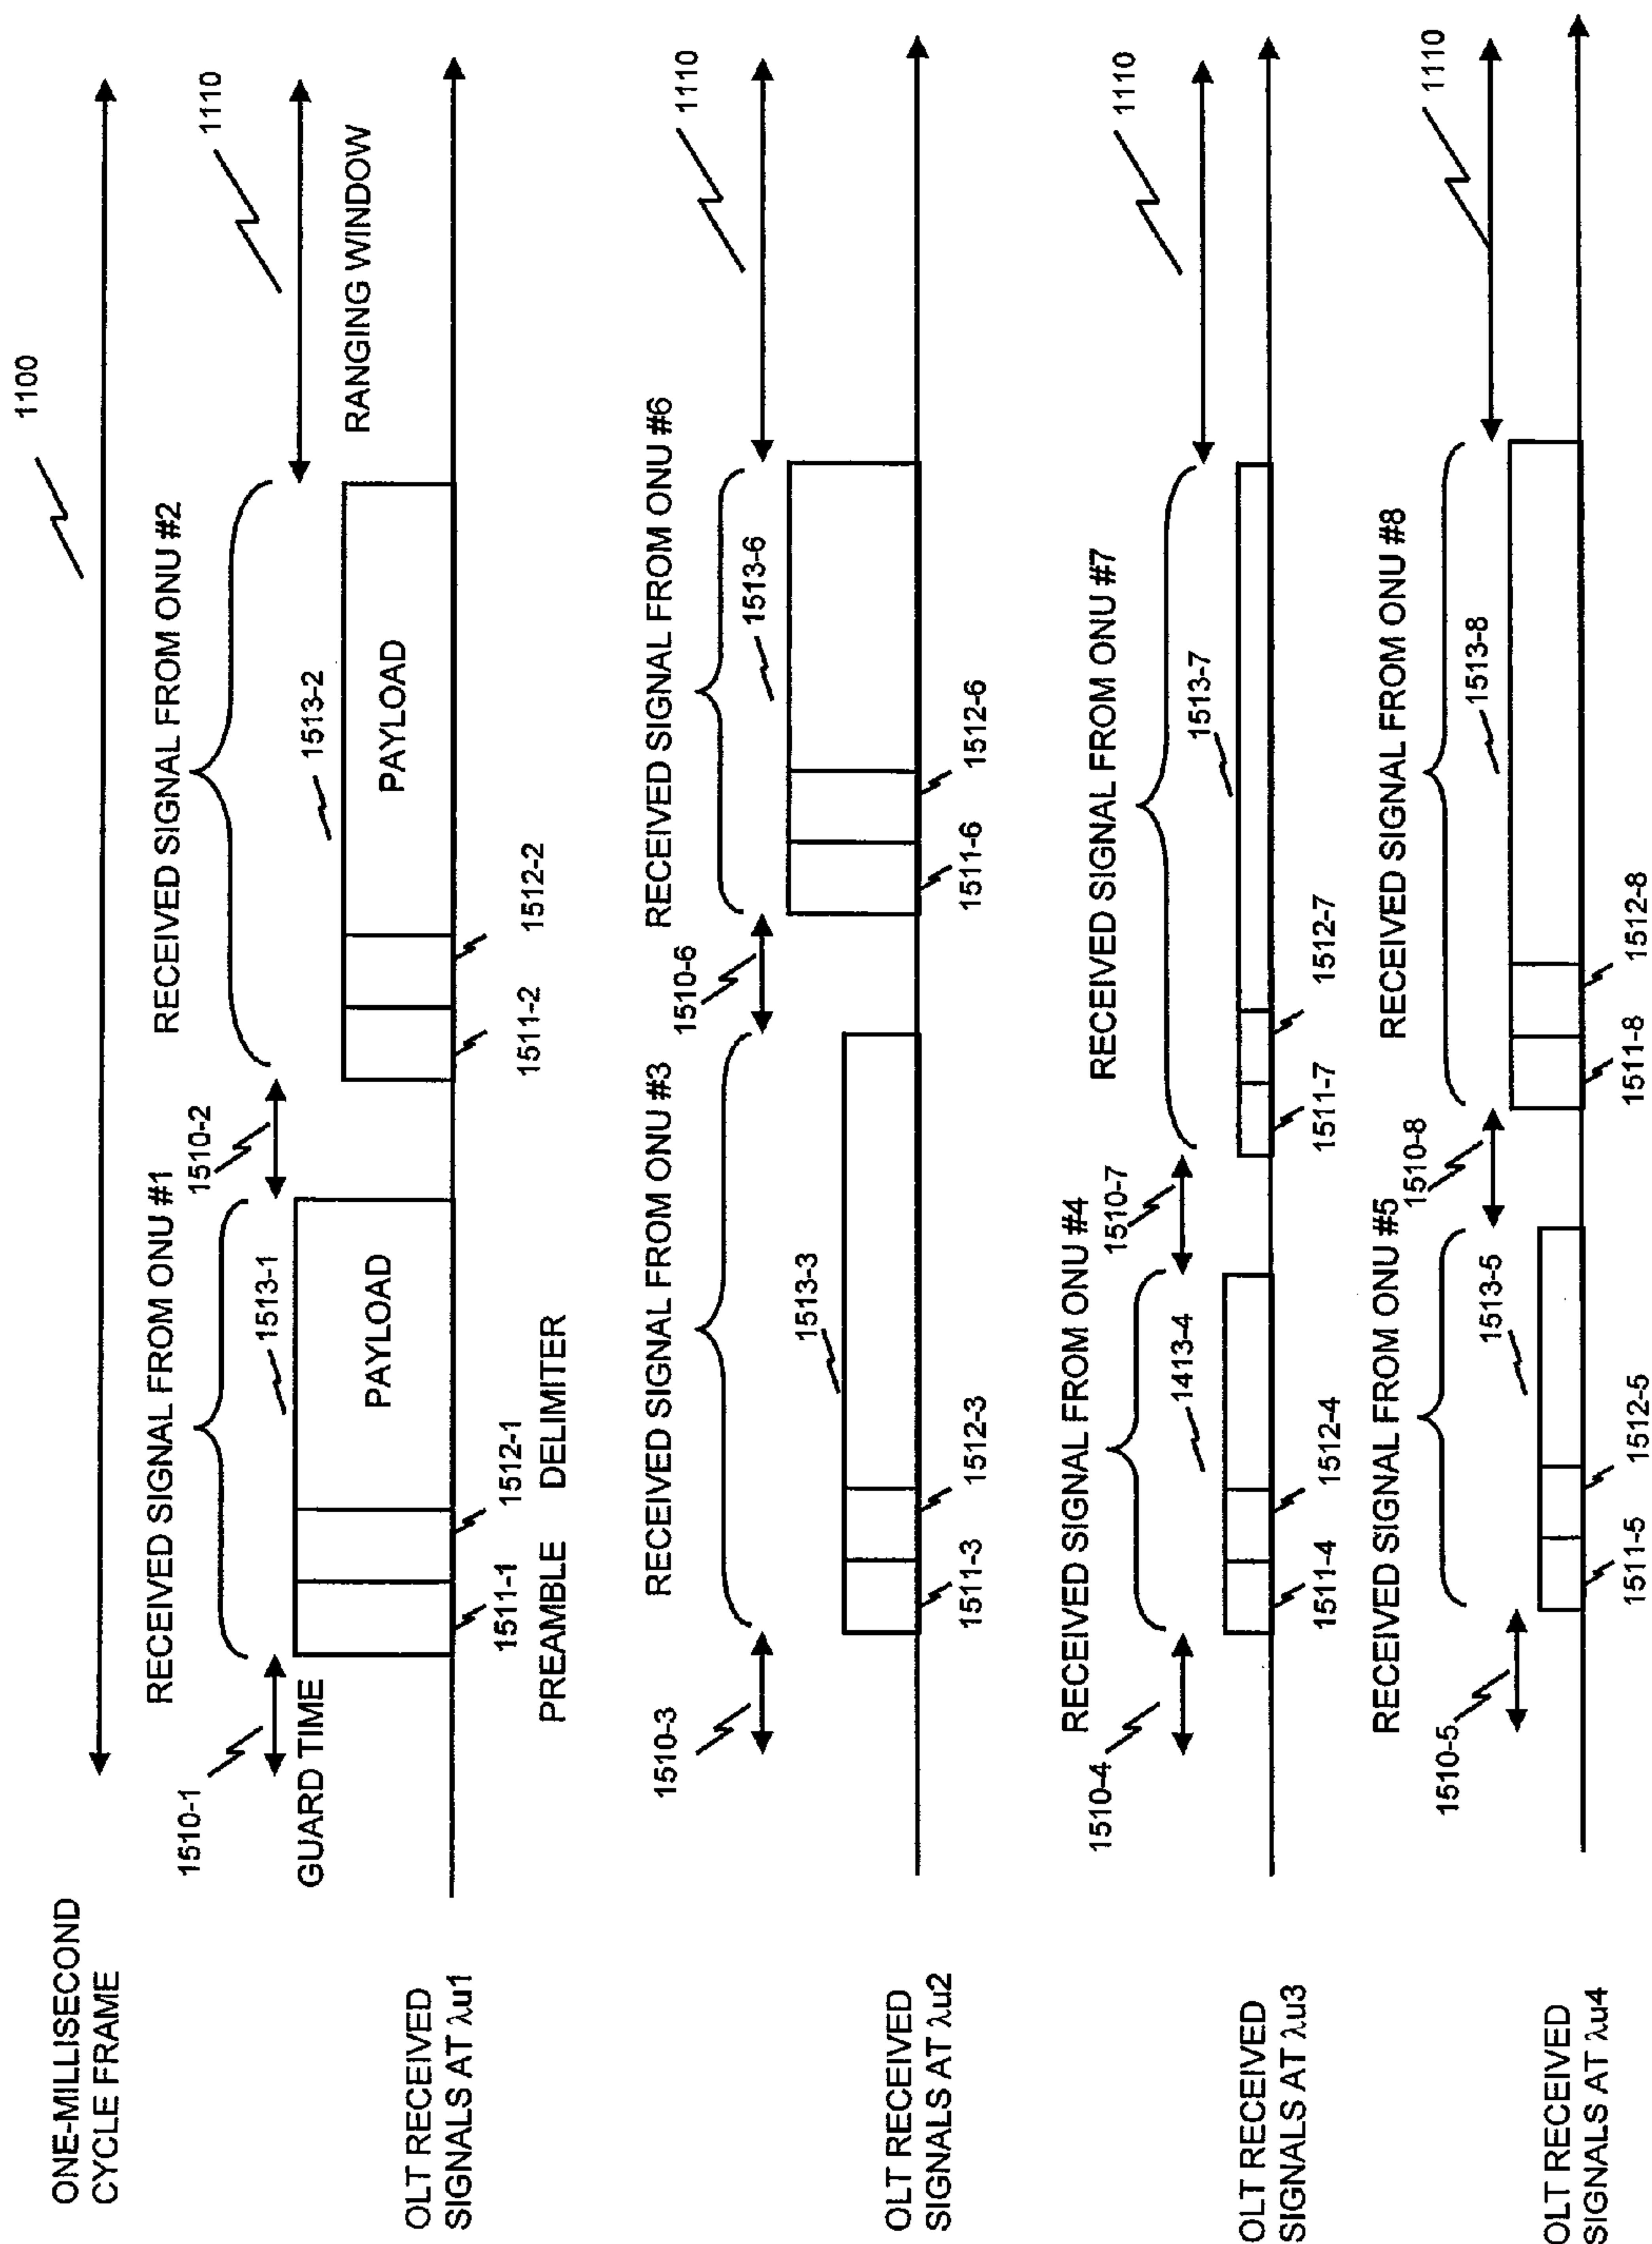 ONE-MILLISECOND
CYCLE FRAME
1100
RECEIVED SIGNAL FROM ONU #1
RECEIVED SIGNAL FROM ONU #2
1510-1
GUARD TIME
1513-1
1510-2
1513-2
1110
RANGING WINDOW
PAYLOAD
PAYLOAD
OLT RECEIVED
SIGNALS AT λu1
1511-1
1512-1
1511-2
1512-2
PREAMBLE
DELIMITER
RECEIVED SIGNAL FROM ONU #3
RECEIVED SIGNAL FROM ONU #6
1510-3
1513-3
1510-6
1513-6
1110
OLT RECEIVED
SIGNALS AT λu2
1511-3
1512-3
1511-6
1512-6
RECEIVED SIGNAL FROM ONU #4
RECEIVED SIGNAL FROM ONU #7
1510-4
1413-4
1510-7
1513-7
1110
OLT RECEIVED
SIGNALS AT λu3
1511-4
1512-4
1511-7
1512-7
RECEIVED SIGNAL FROM ONU #5
RECEIVED SIGNAL FROM ONU #8
1510-5
1513-5
1510-8
1513-8
1110
OLT RECEIVED
SIGNALS AT λu4
1511-5
1512-5
1511-8
1512-8